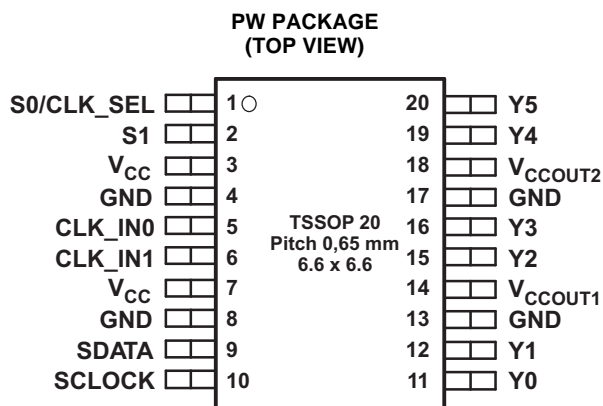 PW PACKAGE
(TOP VIEW)
S0/CLK_SEL 1 20 Y5
S1 2 19 Y4
VCC 3 18 VCCOUT2
GND 4 17 GND
CLK_IN0 5 TSSOP 20 16 Y3
Pitch 0,65 mm
CLK_IN1 6 6.6 x 6.6 15 Y2
VCC 7 14 VCCOUT1
GND 8 13 GND
SDATA 9 12 Y1
SCLOCK 10 11 Y0